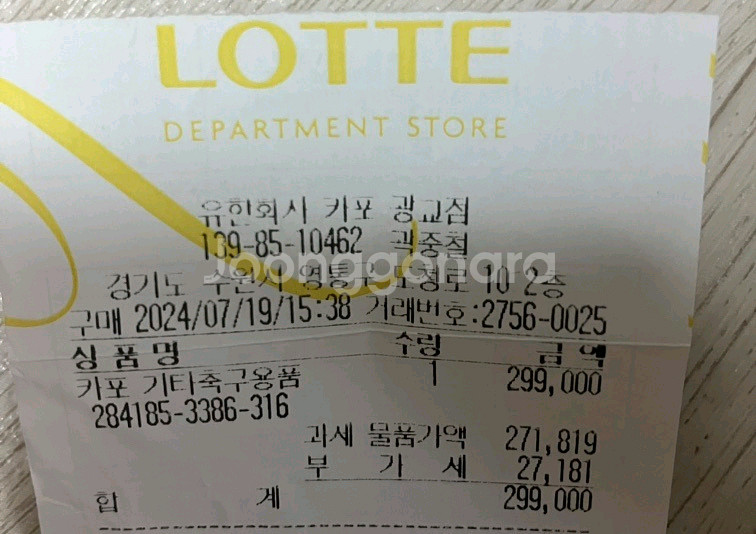 LOTTE
DEPARTMENT STORE
유한회사 카포 광교점
139-85-10462 곽중철
Joonggonara
경기도 수원시 영통구 도청로 10 2층
구매 2024/07/19/15:38 거래번호:2756-0025
상품명 수량 금액
카포 기타축구용품 1 299,000
284185-3386-316
과세 물품가액 271,819
부 가 세 27,181
합 계 299,000